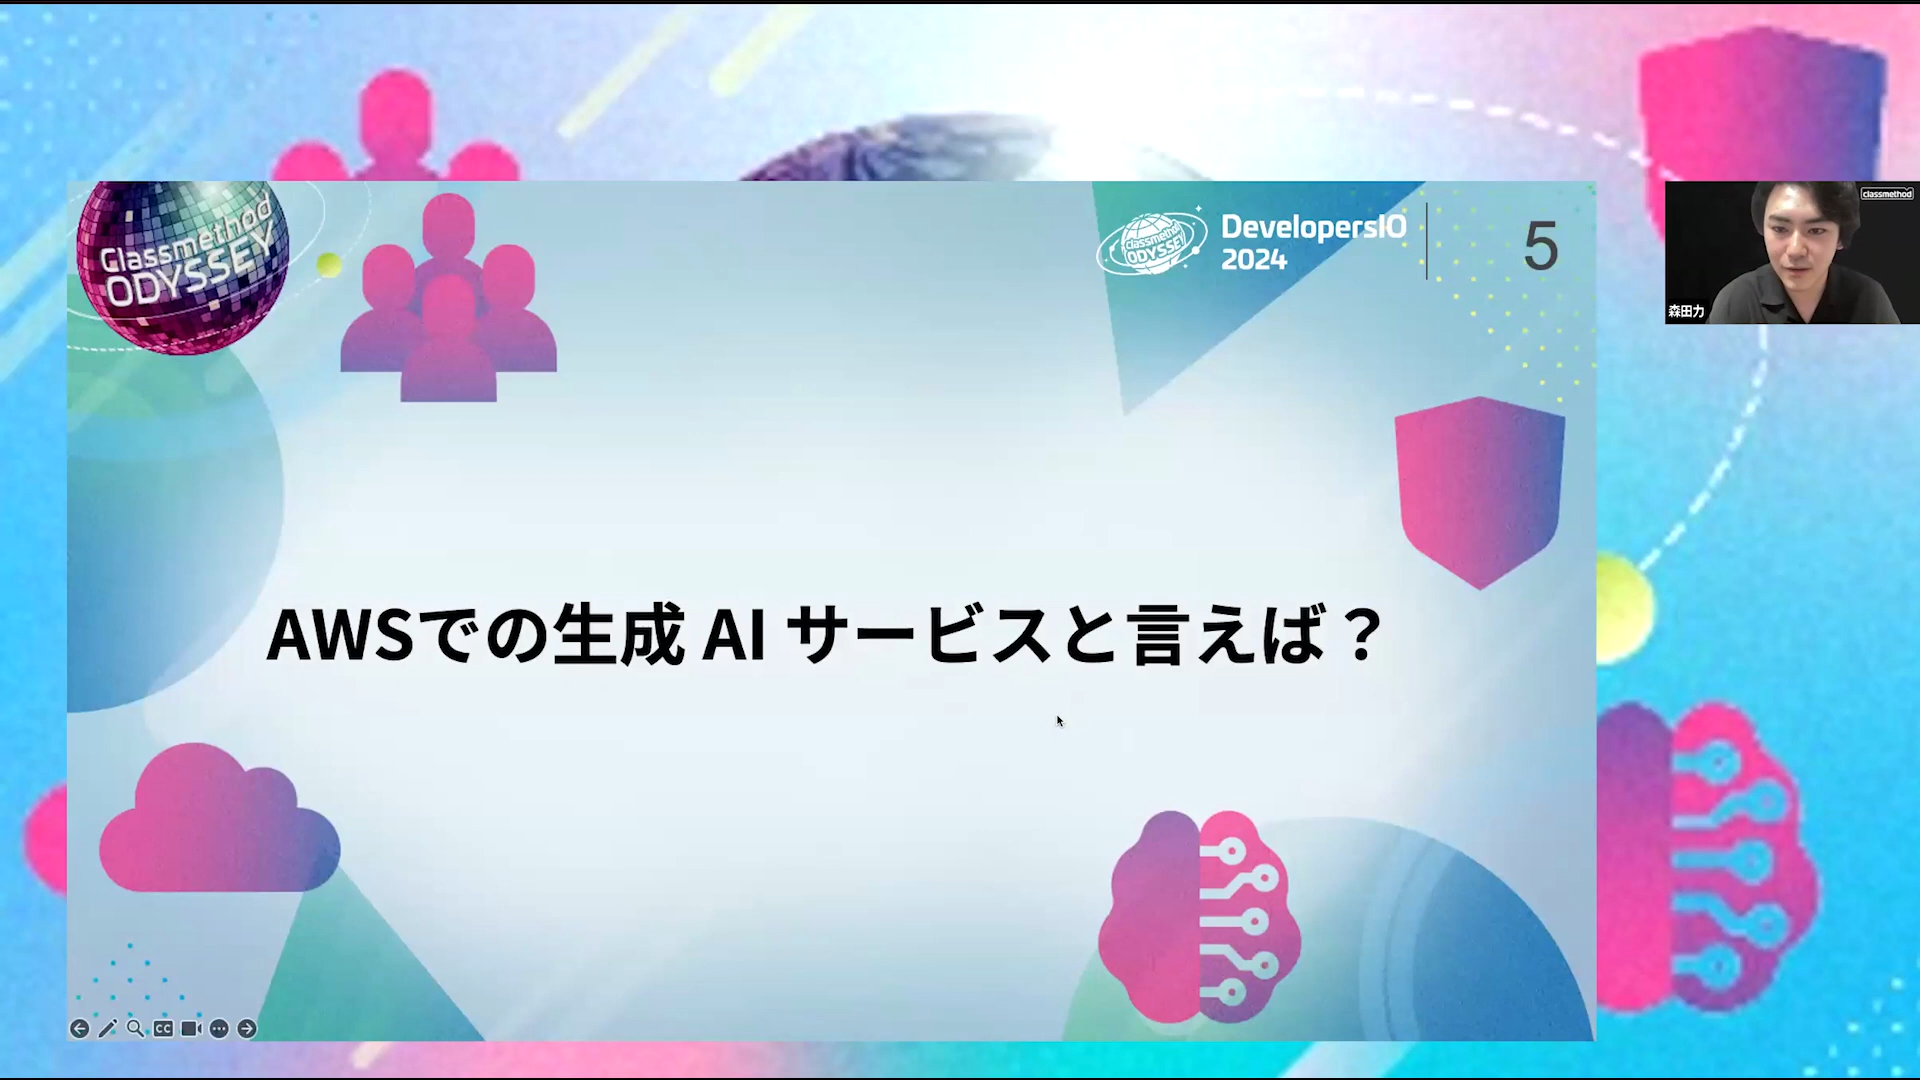 Classmethod
ODYSSEY
classmethod
ODYSSEY
DevelopersIO
2024
5
classmethod
森田力
AWSでの生成 AI サービスと言えば？
CC